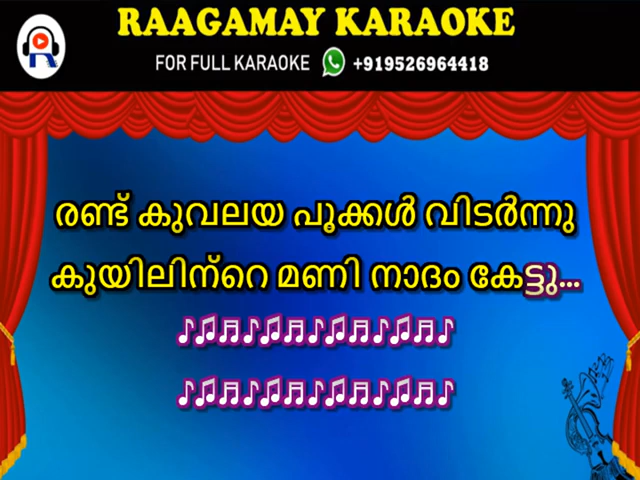 RAAGAMAY KARAOKE
FOR FULL KARAOKE +919526964418
രണ്ട് കുവലയ പൂക്കൾ വിടർന്നു
കുയിലിന്റെ മണി നാദം കേട്ടു...